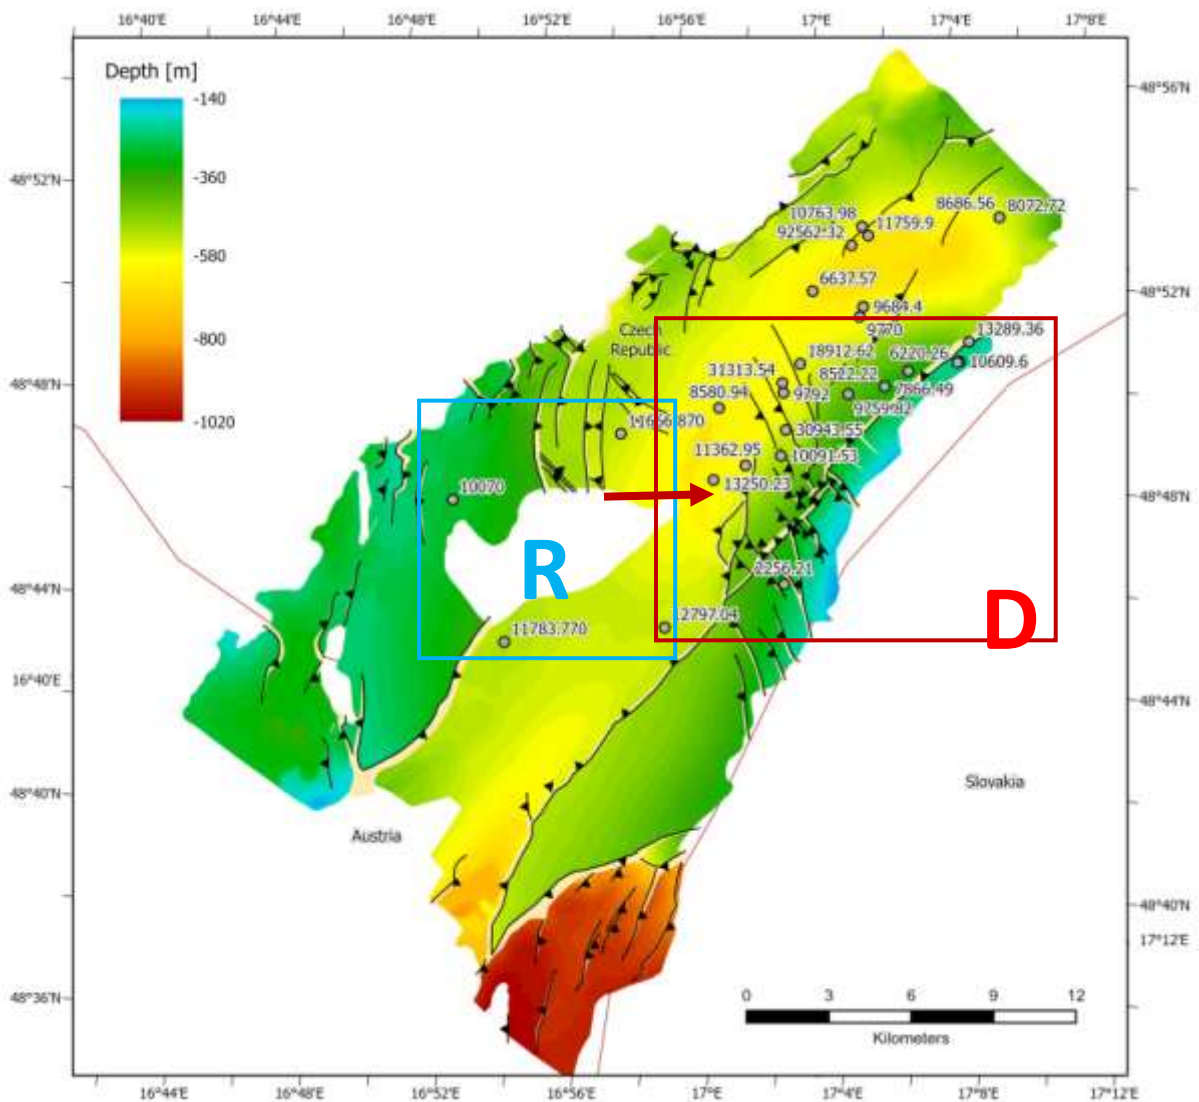 16°40'E 16°44'E 16°48'E 16°52'E 16°56'E 17°E 17°4'E 17°8'E
Depth [m]
-140
-360
-580
-800
-1020
48°56'N
48°52'N
8686.56
8072.72
10763.98
11759.9
92562.32
6637.57
48°52'N
9684.4
9770
13289.36
Czech
Republic
18912.62
6220.26
10609.6
31313.54
8522.22
7866.49
48°48'N
8580.94
9792
9759.82
11656.870
30943.55
11362.95
10091.53
10070
13250.23
48°48'N
R
2256.21
48°44'N
D
11783.770
12797.04
16°40'E
48°44'N
Slovakia
48°40'N
Austria
48°40'N
17°12'E
48°36'N
0 3 6 9 12
Kilometers
16°44'E 16°48'E 16°52'E 16°56'E 17°E 17°4'E 17°8'E 17°12'E